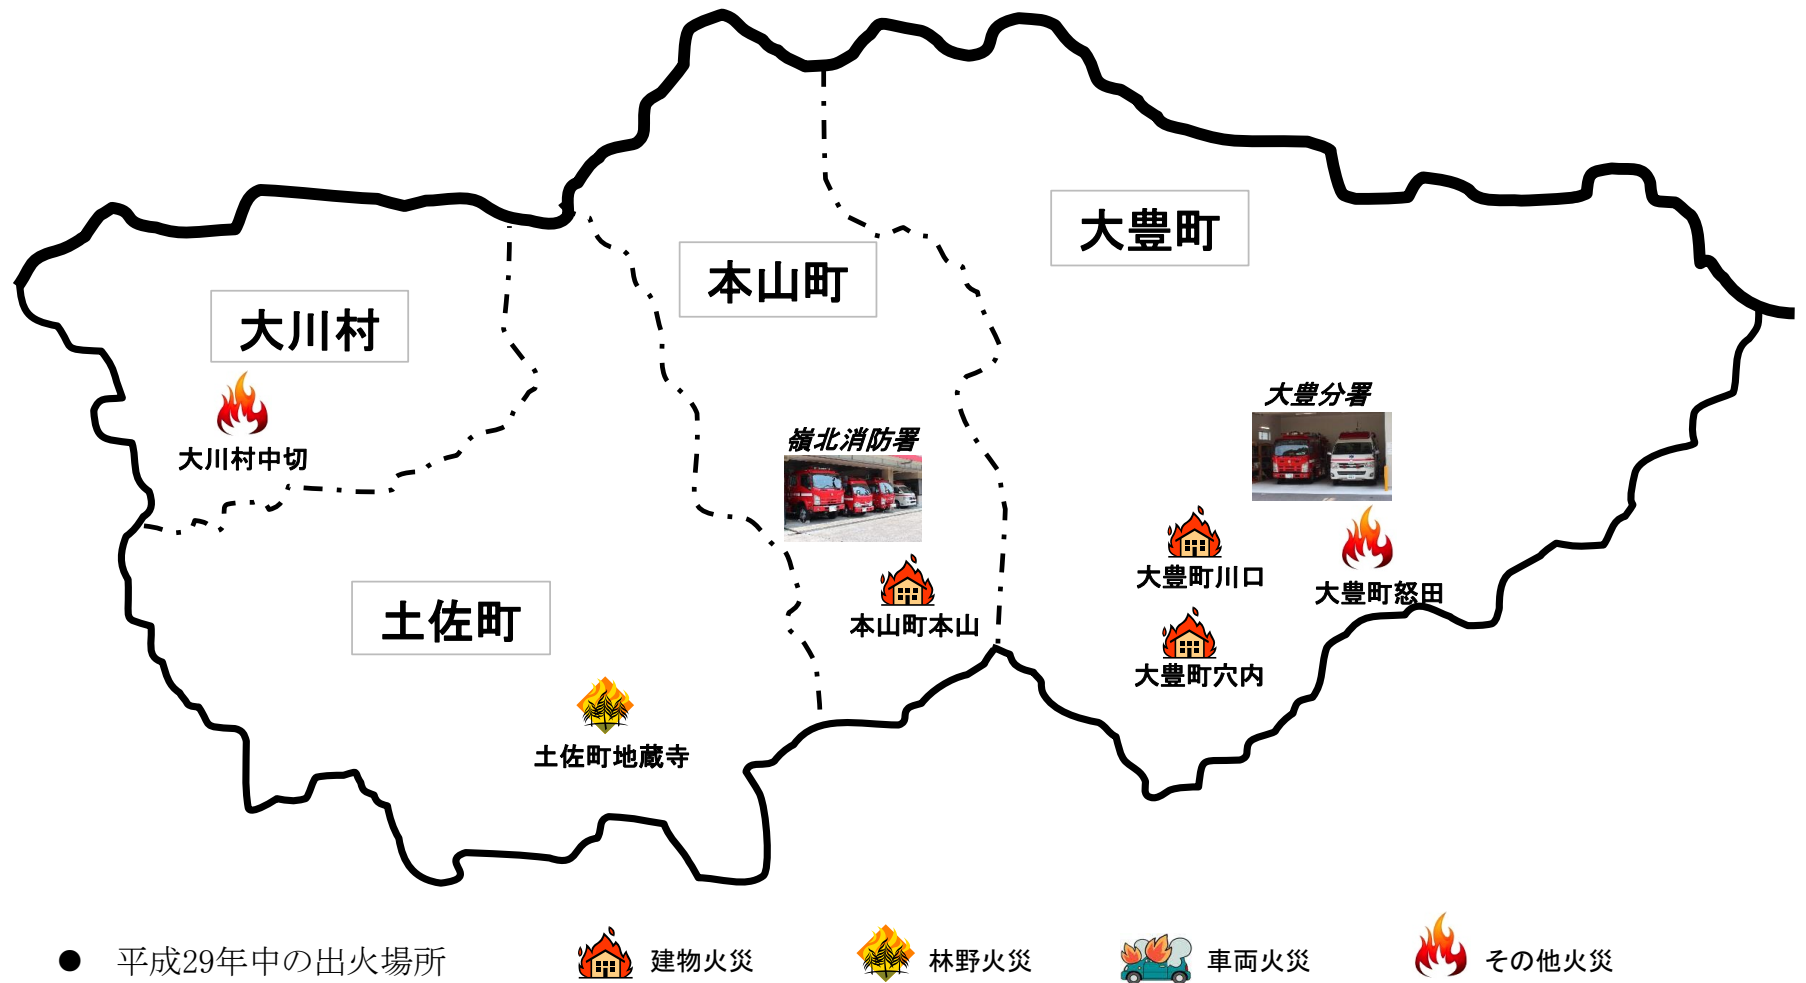 大豊町
本山町
大川村
大豊分署
嶺北消防署
大川村中切
大豊町川口
大豊町怒田
土佐町
本山町本山
大豊町穴内
土佐町地蔵寺
● 平成29年中の出火場所
建物火災
林野火災
車両火災
その他火災